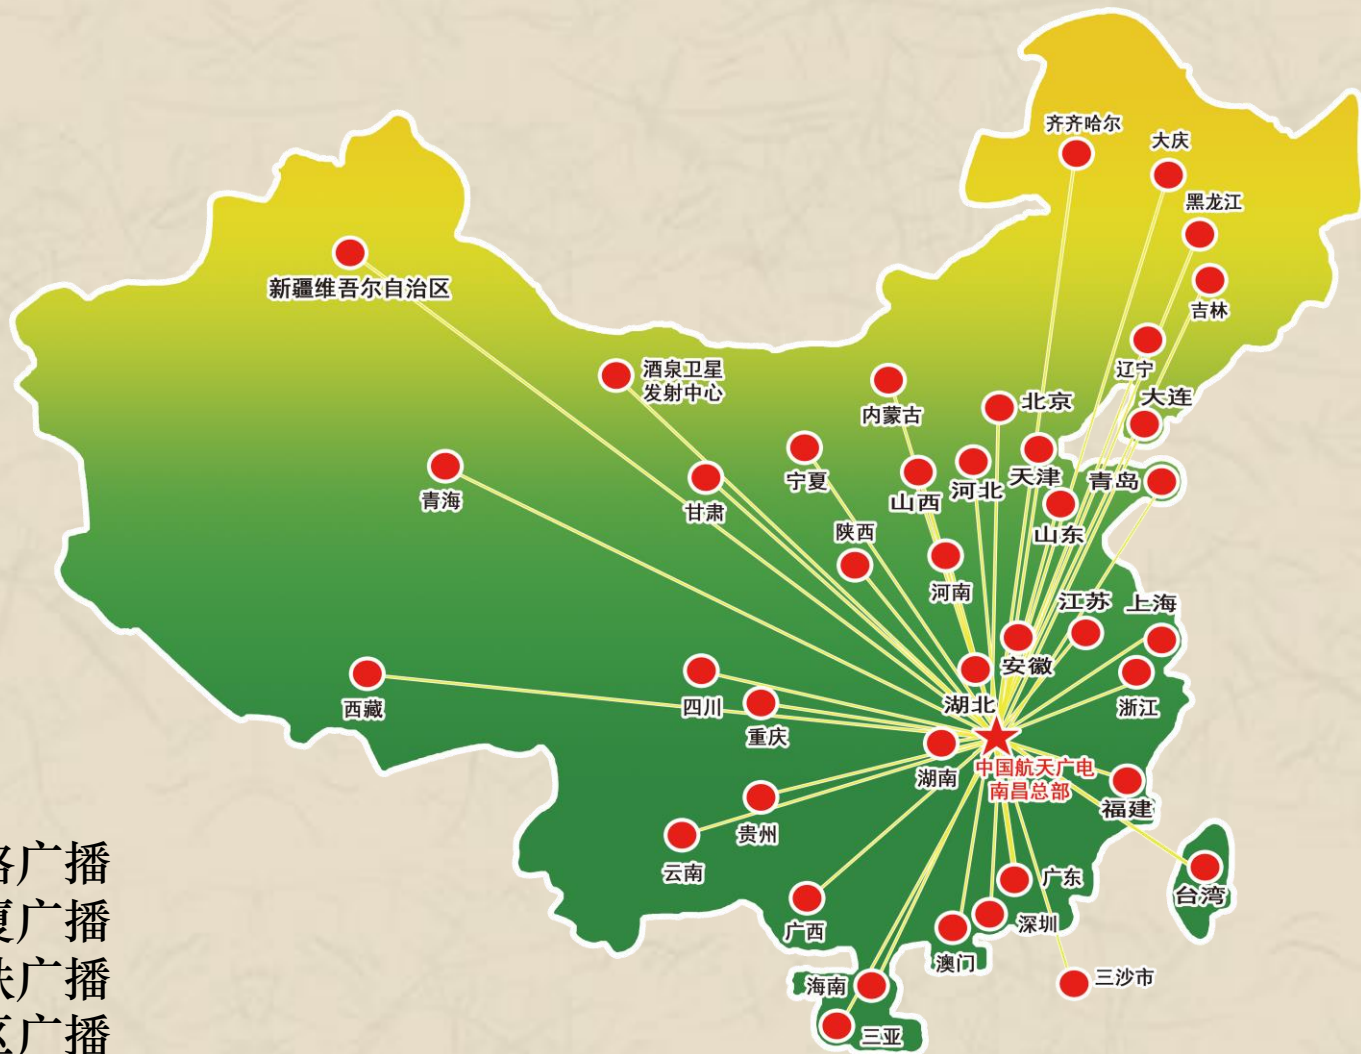 齐齐哈尔
大庆
黑龙江
新疆维吾尔自治区
吉林
辽宁
酒泉卫星
发射中心
内蒙古
北京
大连
宁夏
山西
河北
天津
青岛
青海
甘肃
陕西
山东
河南
江苏
上海
安徽
西藏
四川
湖北
浙江
重庆
湖南
中国航天广电
南昌总部
福建
贵州
云南
广东
台湾
广西
深圳
澳门
海南
三沙市
三亚
广播
厦广播
广播
区广播